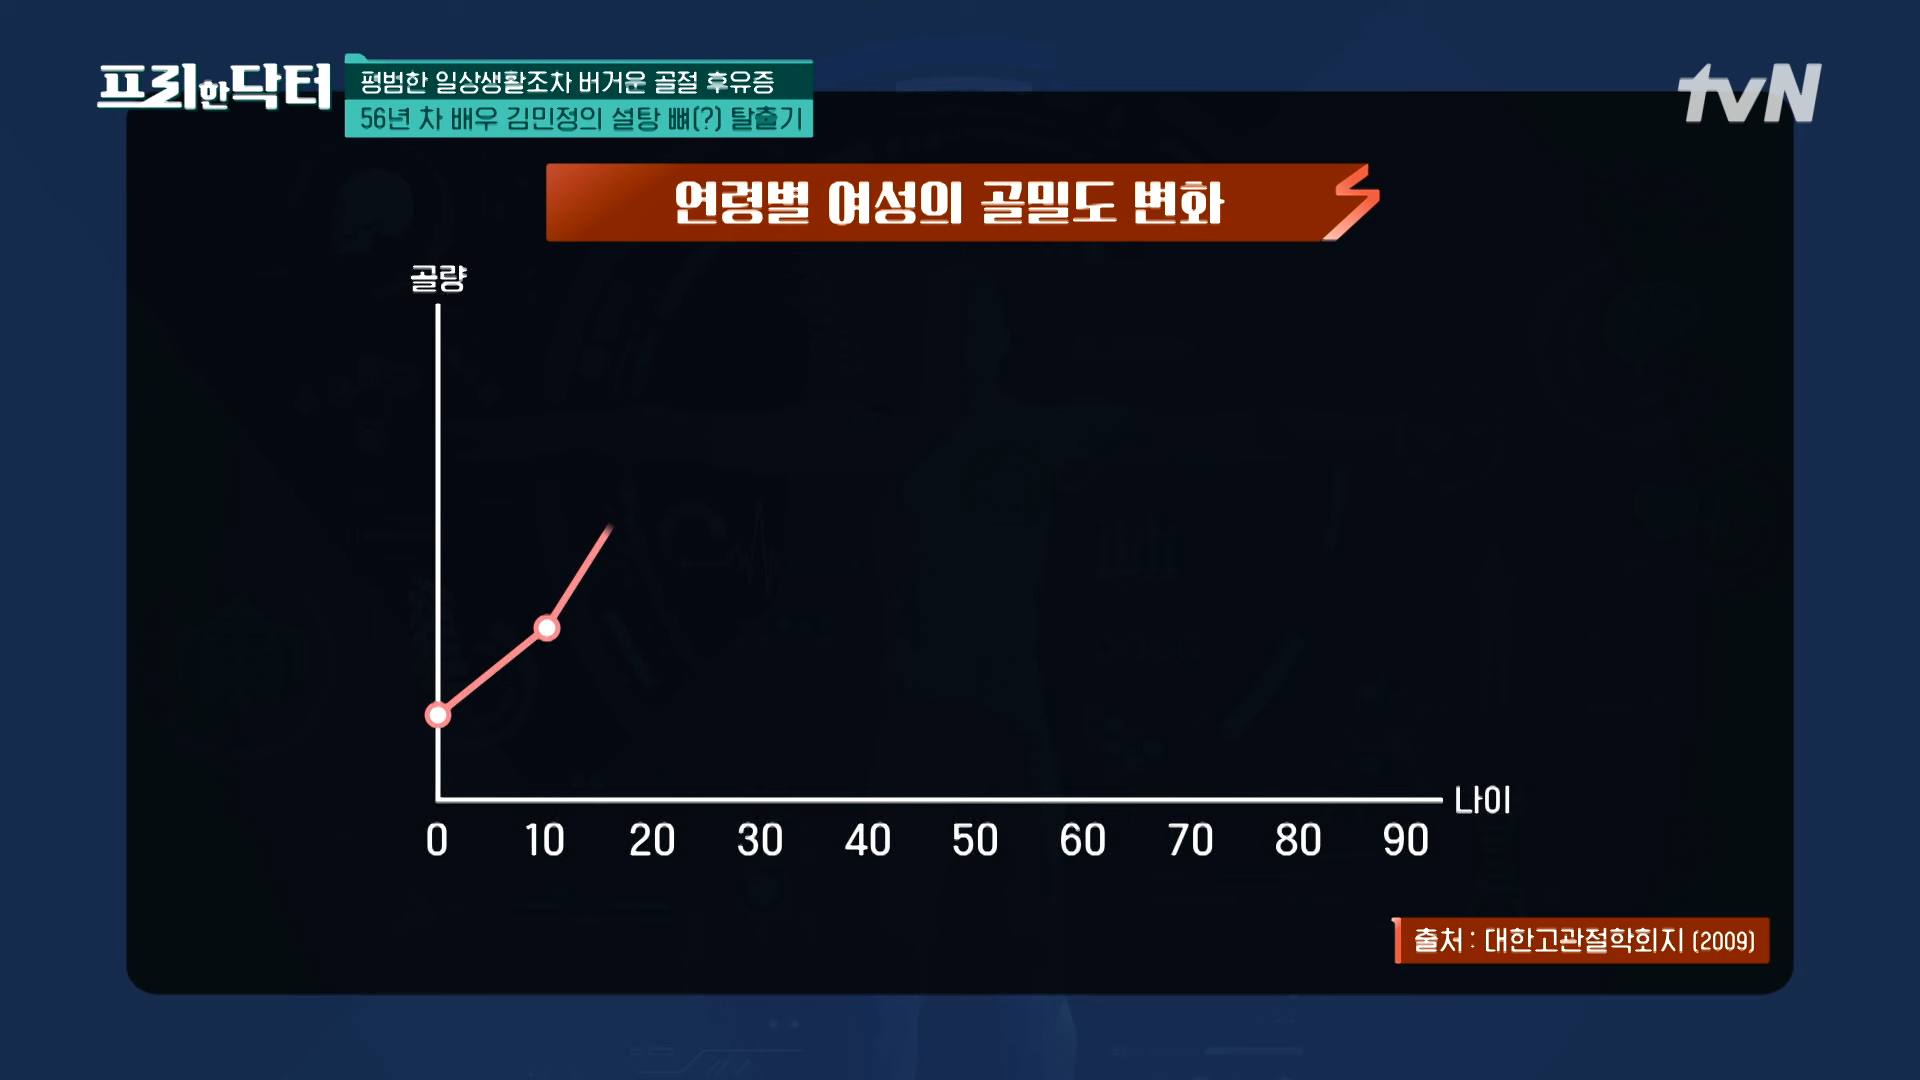 프리한닥터
평범한 일상생활조차 버거운 골절 후유증
56년 차 배우 김민정의 설탕 뼈(?) 탈출기
tvN
연령별 여성의 골밀도 변화
골량
나이
0 10 20 30 40 50 60 70 80 90
출처 : 대한고관절학회지 (2009)